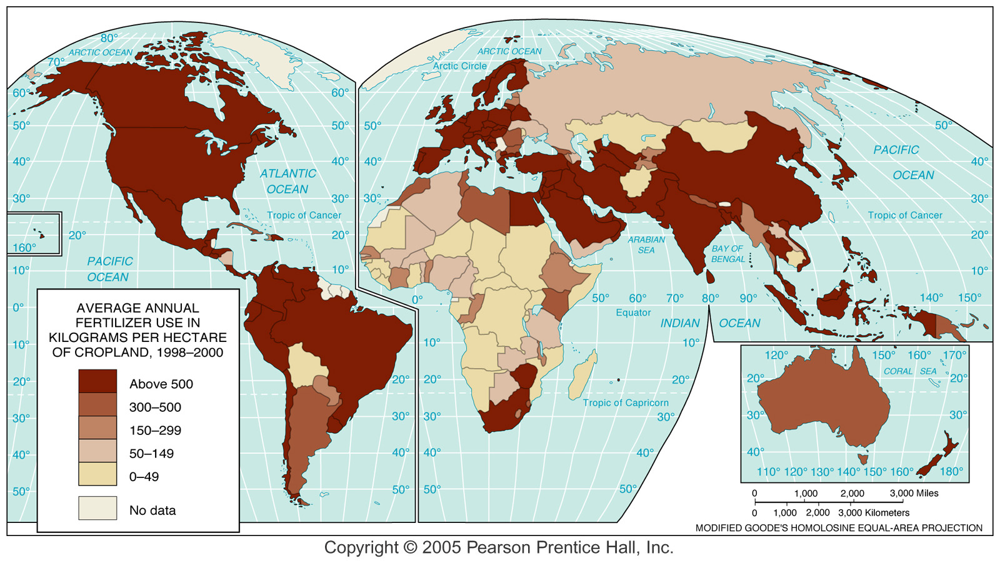 80°
ARCTIC OCEAN
70°
60°
60°
50°
50°
40°
40°
ATLANTIC
OCEAN
30°
30°
Tropic of Cancer
20°
20°
160°
PACIFIC
OCEAN
10°
10°
0°
10°
20°
30°
40°
50°
20°
30°
40°
50°
ARCTIC OCEAN
Arctic Circle
50°
40°
30°
0°
10°
20°
30°
40°
50°
50°
PACIFIC
OCEAN
40°
30°
Tropic of Cancer
20°
10°
ARABIAN
SEA
BAY OF
BENGAL
50°
60°
70°
80°
90°
140°
150°
Equator
INDIAN
OCEAN
10°
20°
Tropic of Capricorn
30°
40°
50°
120°
150°
160°
170°
CORAL SEA
20°
20°
30°
30°
40°
110°
120°
130°
140°
150°
160°
180°
AVERAGE ANNUAL
FERTILIZER USE IN
KILOGRAMS PER HECTARE
OF CROPLAND, 1998–2000
Above 500
300–500
150–299
50–149
0–49
No data
0 1,000 2,000 3,000 Miles
0 1,000 2,000 3,000 Kilometers
MODIFIED GOODE'S HOMOLOSINE EQUAL-AREA PROJECTION
Copyright © 2005 Pearson Prentice Hall, Inc.